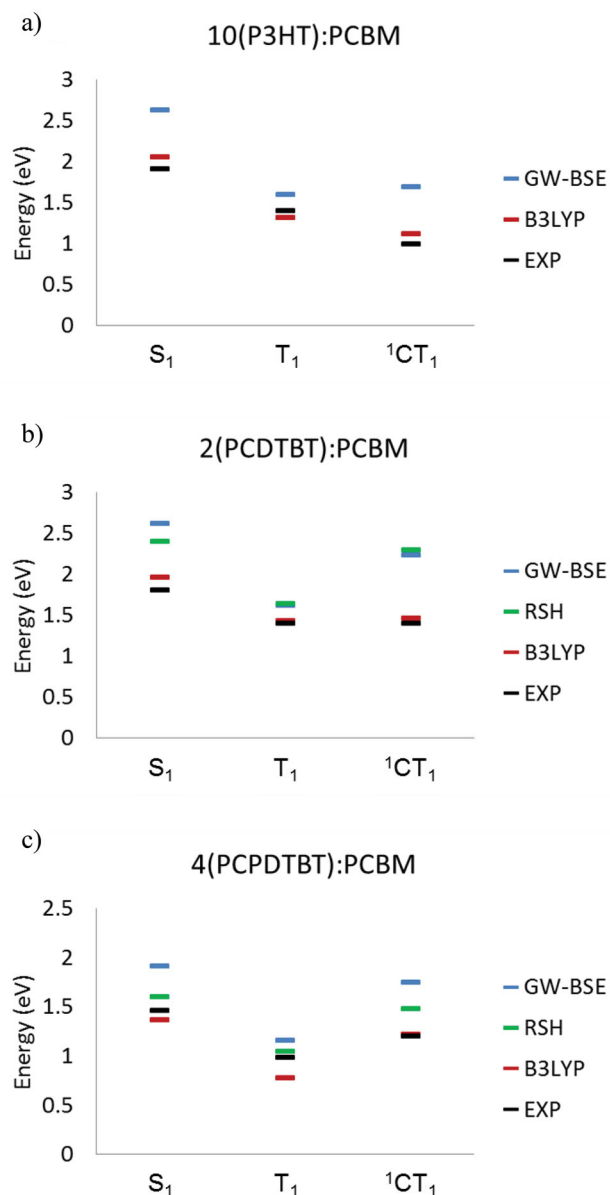 a)
10(P3HT):PCBM
3
2.5
2
1.5
1
0.5
0
Energy (eV)
S₁
T₁
¹CT₁
GW-BSE
B3LYP
EXP
b)
2(PCDTBT):PCBM
3
2.5
2
1.5
1
0.5
0
Energy (eV)
S₁
T₁
¹CT₁
GW-BSE
RSH
B3LYP
EXP
c)
4(PCPDTBT):PCBM
2
1.5
1
0.5
0
Energy (eV)
S₁
T₁
¹CT₁
GW-BSE
RSH
B3LYP
EXP